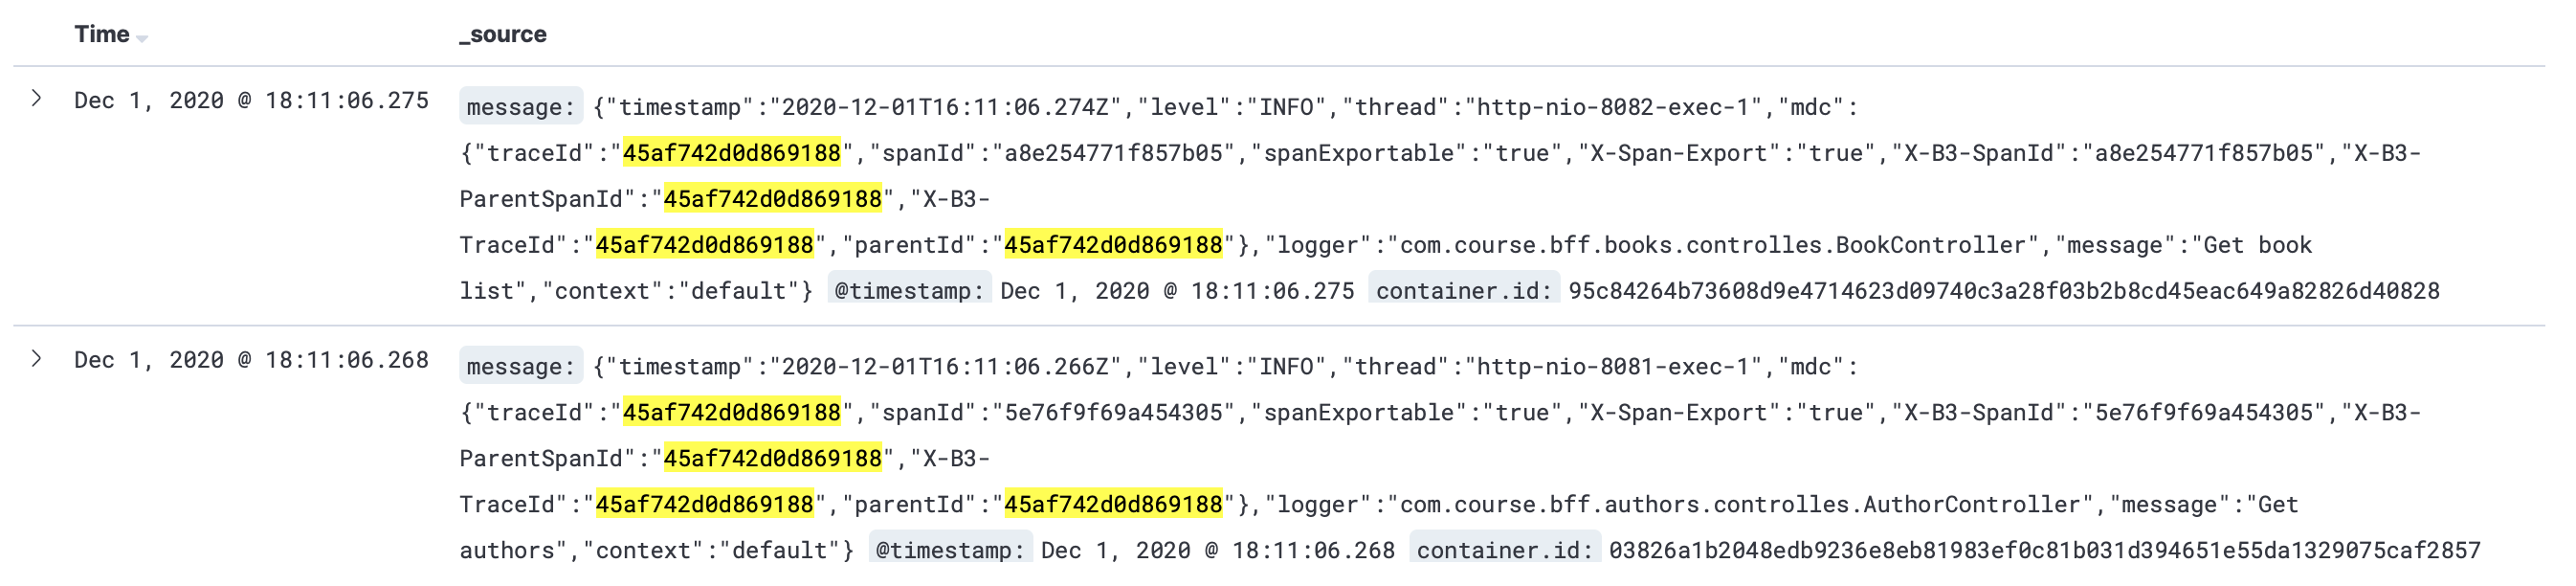 Time _source
Dec 1, 2020 @ 18:11:06.275 message: {"timestamp":"2020-12-01T16:11:06.274Z","level":"INFO","thread":"http-nio-8082-exec-1","mdc":
{"traceId":"45af742d0d869188","spanId":"a8e254771f857b05","spanExportable":"true","X-Span-Export":"true","X-B3-SpanId":"a8e254771f857b05","X-B3-
ParentSpanId":"45af742d0d869188","X-B3-
TraceId":"45af742d0d869188","parentId":"45af742d0d869188"},"logger":"com.course.bff.books.controlles.BookController","message":"Get book
list","context":"default"} @timestamp: Dec 1, 2020 @ 18:11:06.275 container.id: 95c84264b73608d9e4714623d09740c3a28f03b2b8cd45eac649a82826d40828
Dec 1, 2020 @ 18:11:06.268 message: {"timestamp":"2020-12-01T16:11:06.266Z","level":"INFO","thread":"http-nio-8081-exec-1","mdc":
{"traceId":"45af742d0d869188","spanId":"5e76f9f69a454305","spanExportable":"true","X-Span-Export":"true","X-B3-SpanId":"5e76f9f69a454305","X-B3-
ParentSpanId":"45af742d0d869188","X-B3-
TraceId":"45af742d0d869188","parentId":"45af742d0d869188"},"logger":"com.course.bff.authors.controlles.AuthorController","message":"Get
authors","context":"default"} @timestamp: Dec 1, 2020 @ 18:11:06.268 container.id: 03826a1b2048edb9236e8eb81983ef0c81b031d394651e55da1329075caf2857